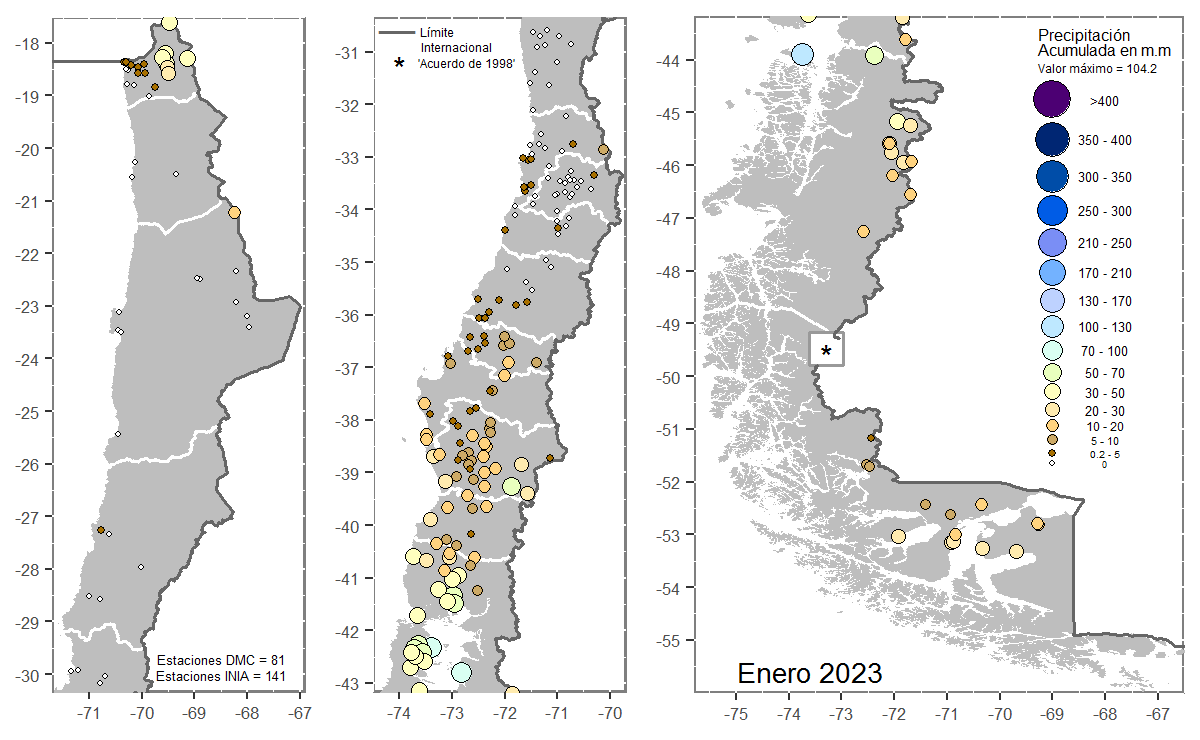 -18
-19
-20
-21
-22
-23
-24
-25
-26
-27
-28
-29
-30
-71
-70
-69
-68
-67
Estaciones DMC = 81
Estaciones INIA = 141
-31
-32
-33
-34
-35
-36
-37
-38
-39
-40
-41
-42
-43
-74
-73
-72
-71
-70
Límite
Internacional
* 'Acuerdo de 1998'
-44
-45
-46
-47
-48
-49
-50
-51
-52
-53
-54
-55
-75
-74
-73
-72
-71
-70
-69
-68
-67
*
Enero 2023
Precipitación
Acumulada en m.m
Valor máximo = 104.2
>400
350 - 400
300 - 350
250 - 300
210 - 250
170 - 210
130 - 170
100 - 130
70 - 100
50 - 70
30 - 50
20 - 30
10 - 20
5 - 10
0.2 - 5
0